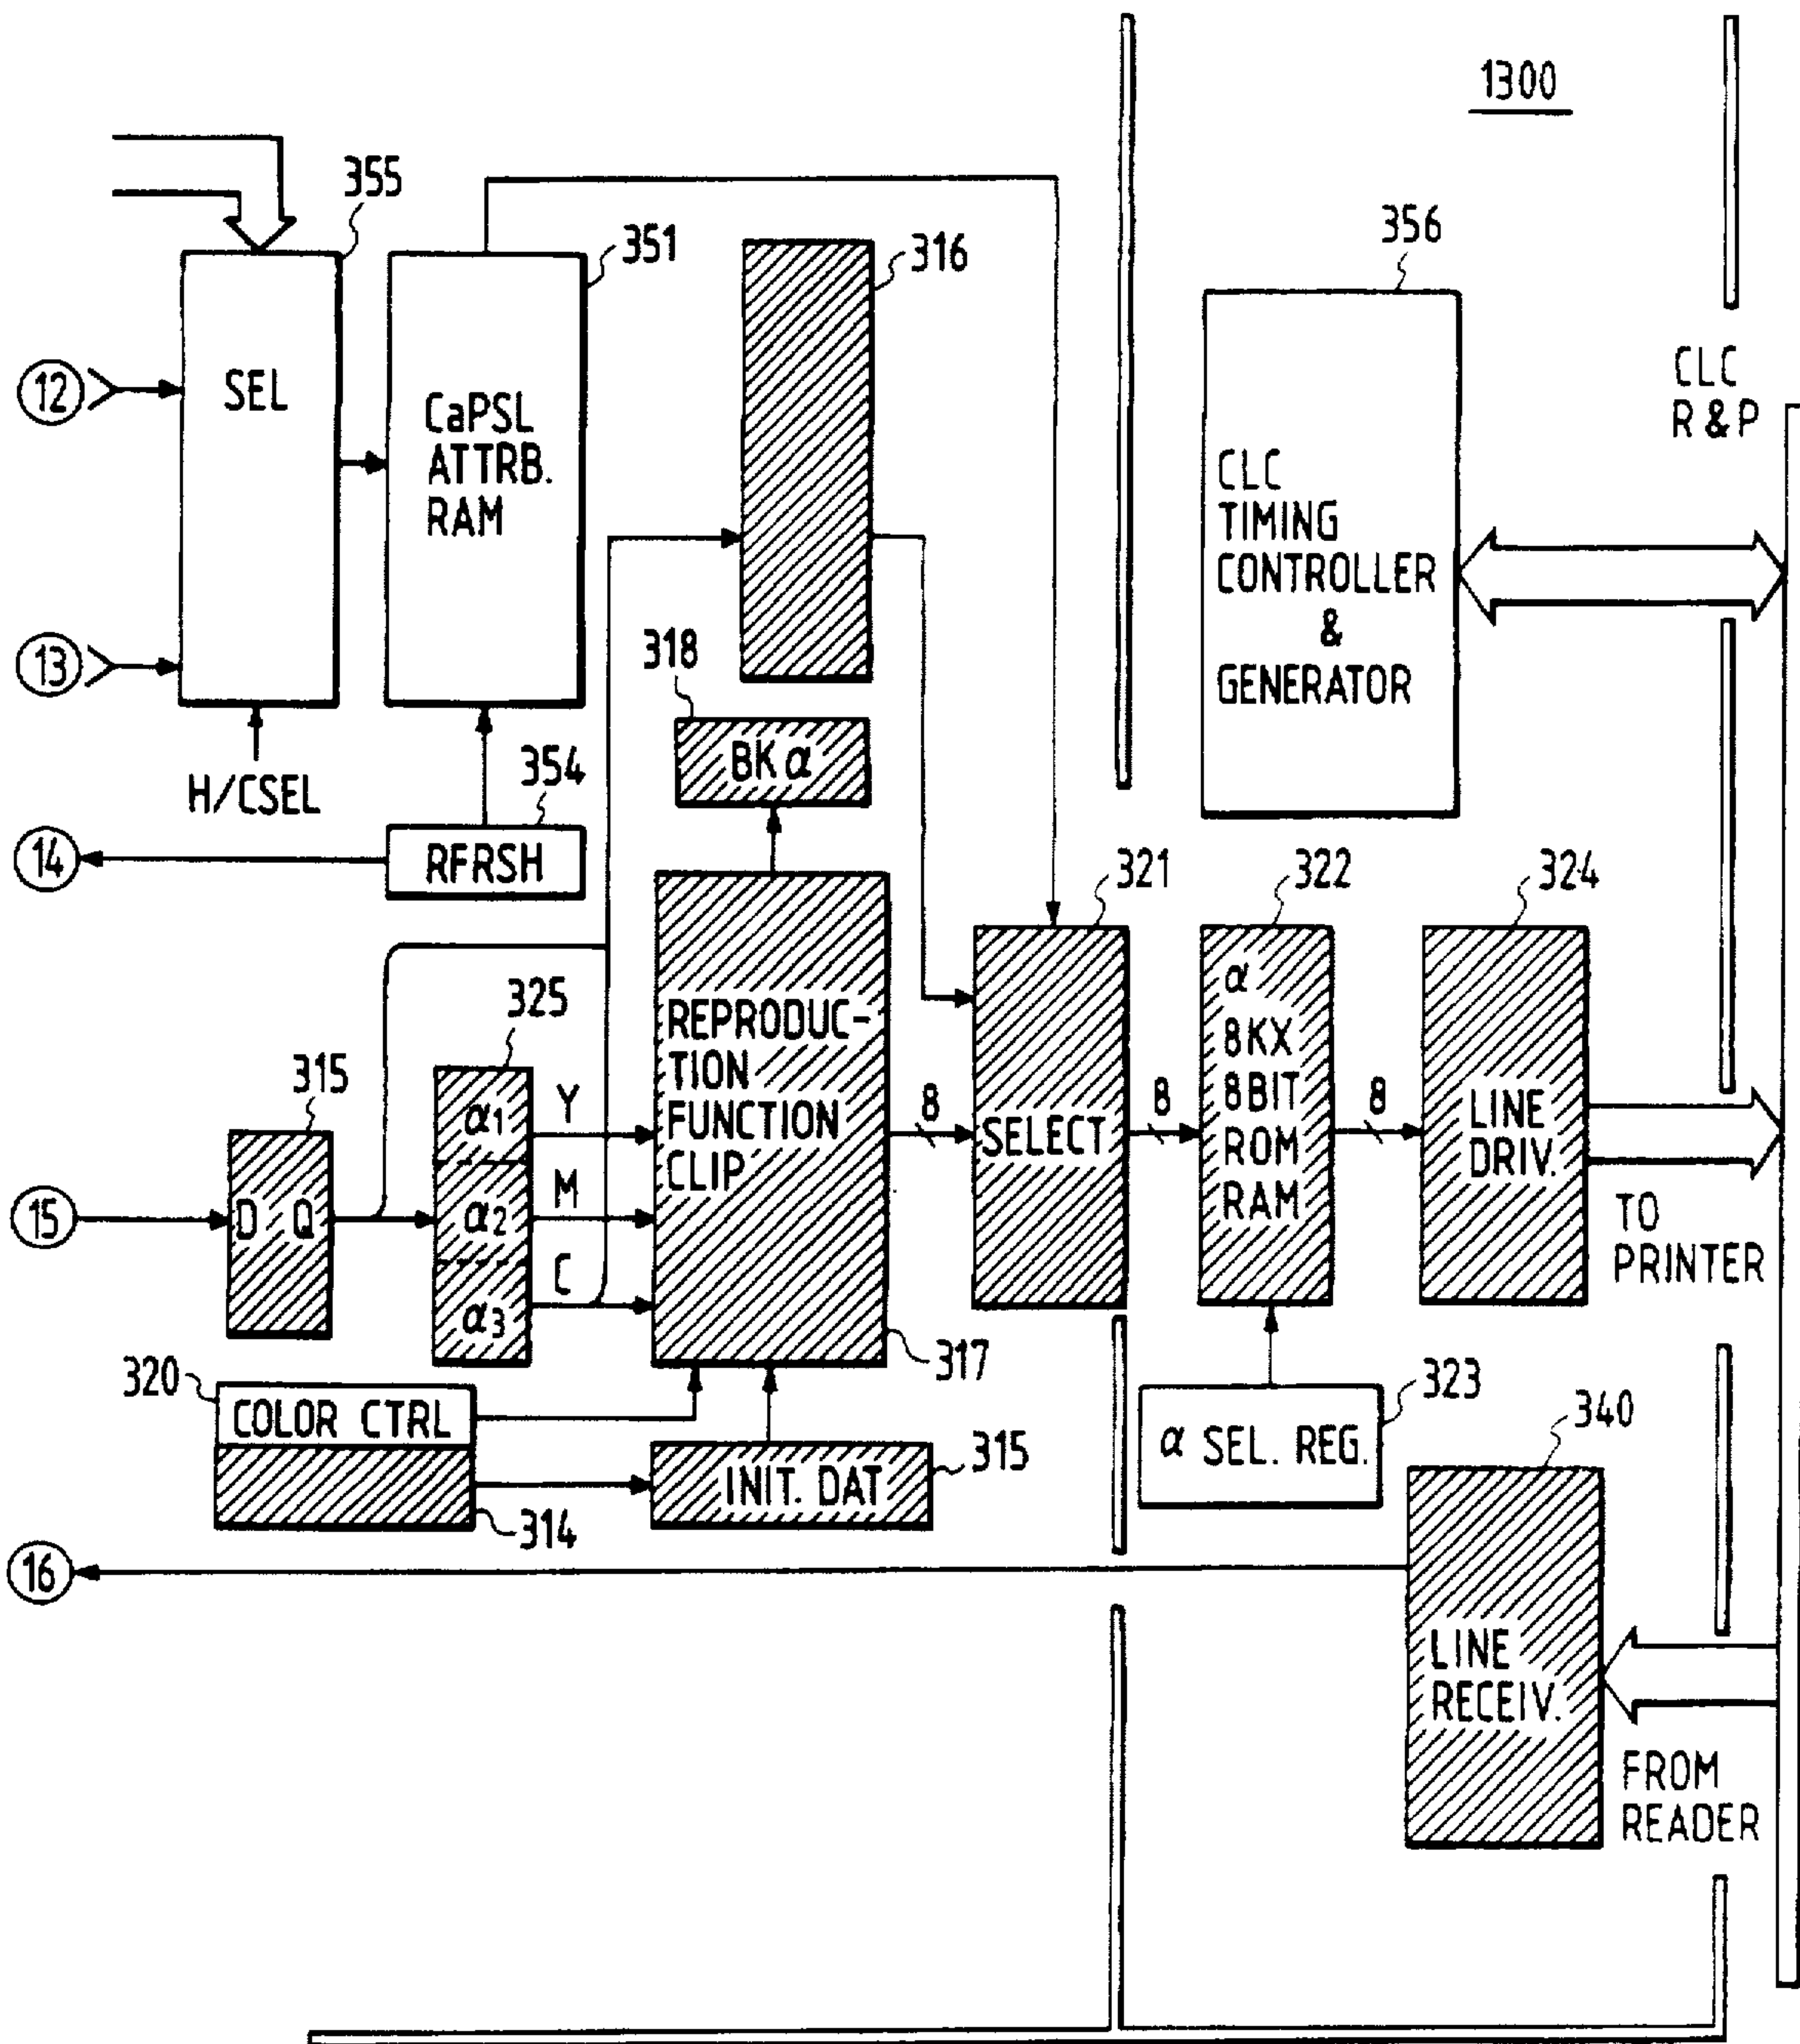 1300
355
351
316
356
12
SEL
CaPSL
ATTRB.
RAM
CLC
R & P
CLC
TIMING
CONTROLLER
&
GENERATOR
13
318
H/CSEL
354
BK α
14
RFRSH
321
322
324
325
315
REPRODUC-
TION
FUNCTION
CLIP
α
8KX
8BIT
ROM
RAM
α1
Y
8
SELECT
8
8
LINE
DRIV.
15
D Q
α2
M
TO
PRINTER
α3
C
317
320
COLOR CTRL
323
α SEL. REG.
340
314
INIT. DAT
315
16
LINE
RECEIV.
FROM
READER